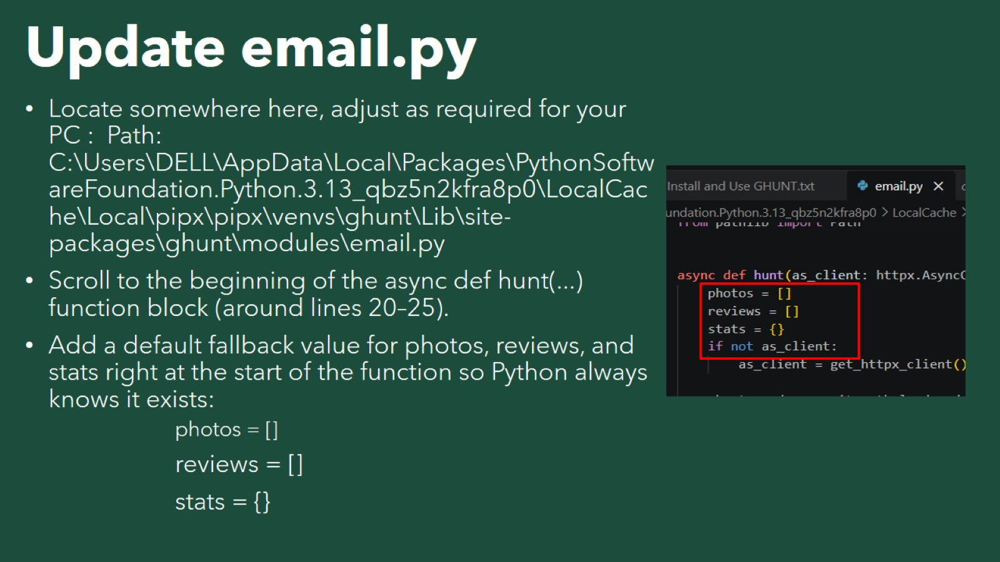 Update email.py
• Locate somewhere here, adjust as required for your
PC :  Path:
C:\Users\DELL\AppData\Local\Packages\PythonSoftw
areFoundation.Python.3.13_qbz5n2kfra8p0\LocalCac
he\Local\pipx\pipx\venvs\ghunt\Lib\site-
packages\ghunt\modules\email.py
• Scroll to the beginning of the async def hunt(...)
function block (around lines 20–25).
• Add a default fallback value for photos, reviews, and
stats right at the start of the function so Python always
knows it exists:
photos = []
reviews = []
stats = {}
Install and Use GHUNT.txt
email.py
undation.Python.3.13_qbz5n2kfra8p0 > LocalCache >
from pathlib import Path
async def hunt(as_client: httpx.AsyncC
photos = []
reviews = []
stats = {}
if not as_client:
as_client = get_httpx_client()